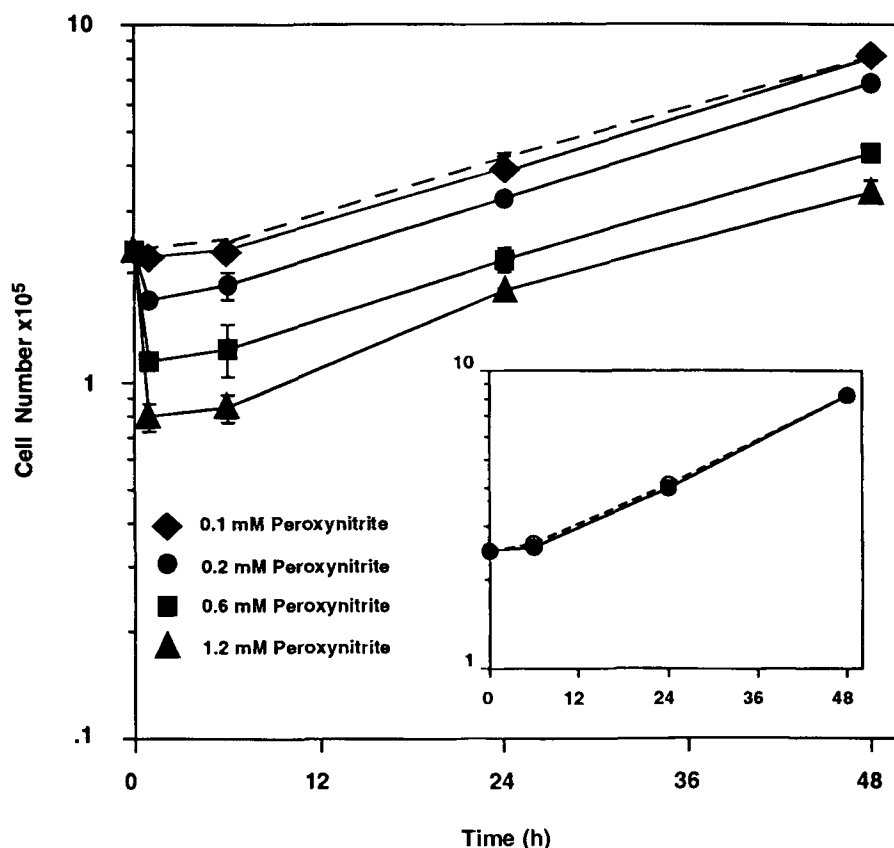 10
1
.1
Cell Number x10⁵
0.1 mM Peroxynitrite
0.2 mM Peroxynitrite
0.6 mM Peroxynitrite
1.2 mM Peroxynitrite
10
1
0 12 24 36 48
0 12 24 36 48
Time (h)